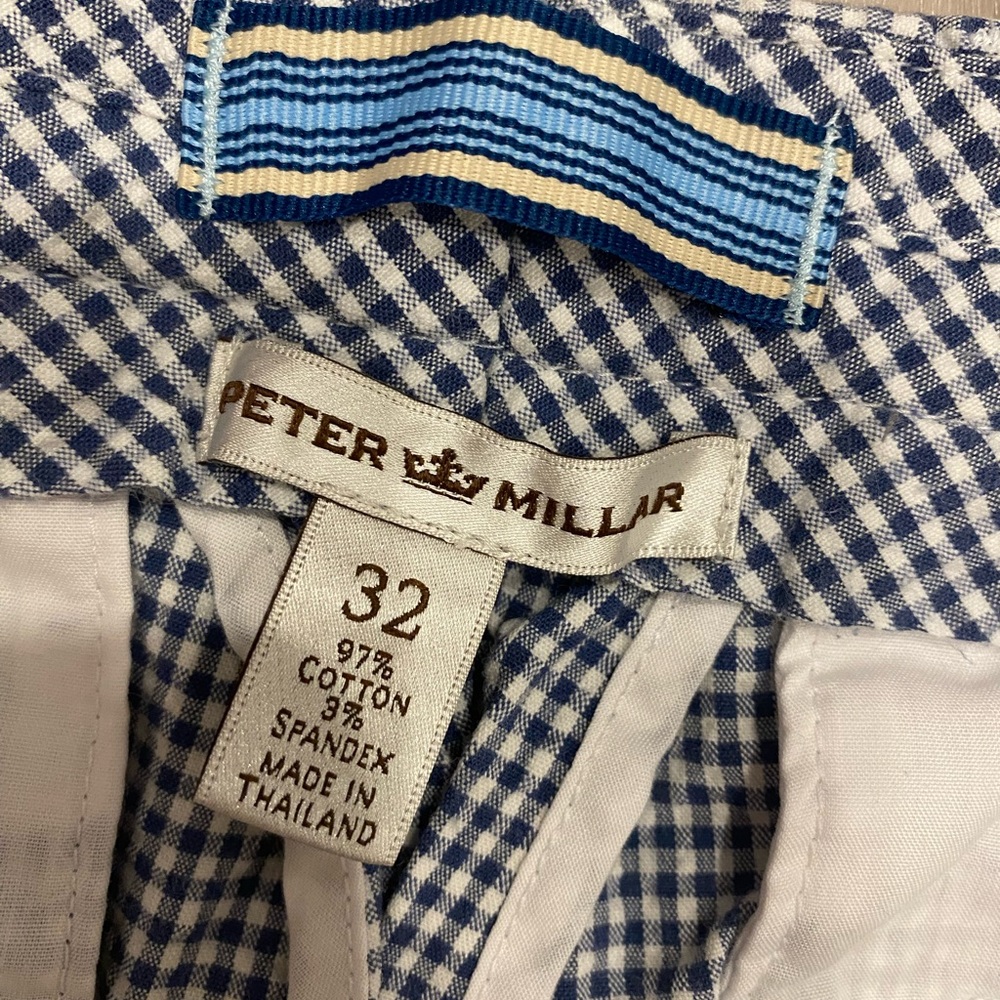 PETER MILLAR
32
97%
COTTON
3%
SPANDEX
MADE IN
THAILAND